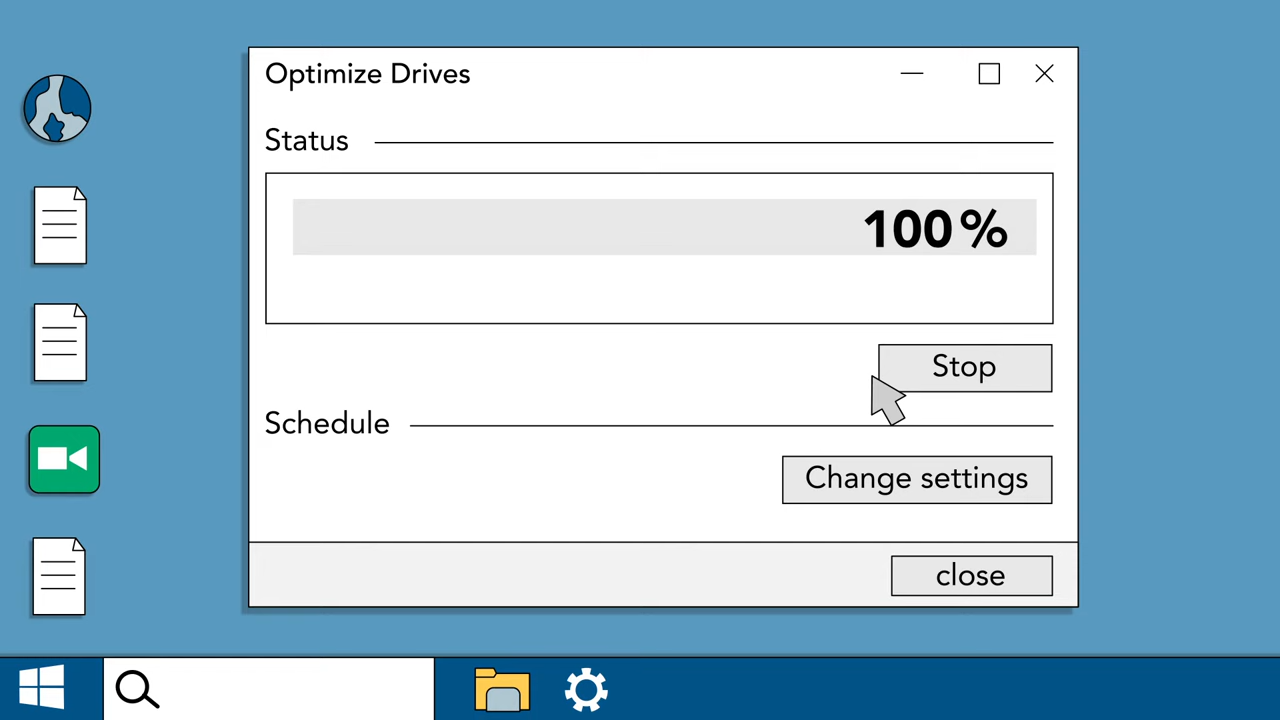 Optimize Drives
Status
100%
Stop
Schedule
Change settings
close